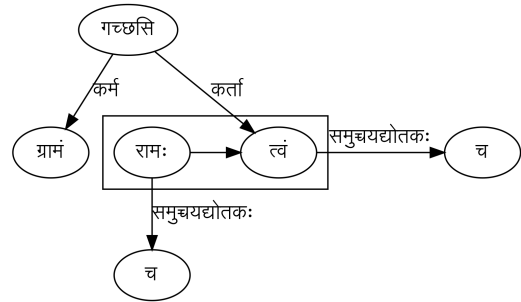 गच्छसि
कर्म कर्ता
ग्रामं रामः त्वं समुच्चयद्योतकः च
समुच्चयद्योतकः
च